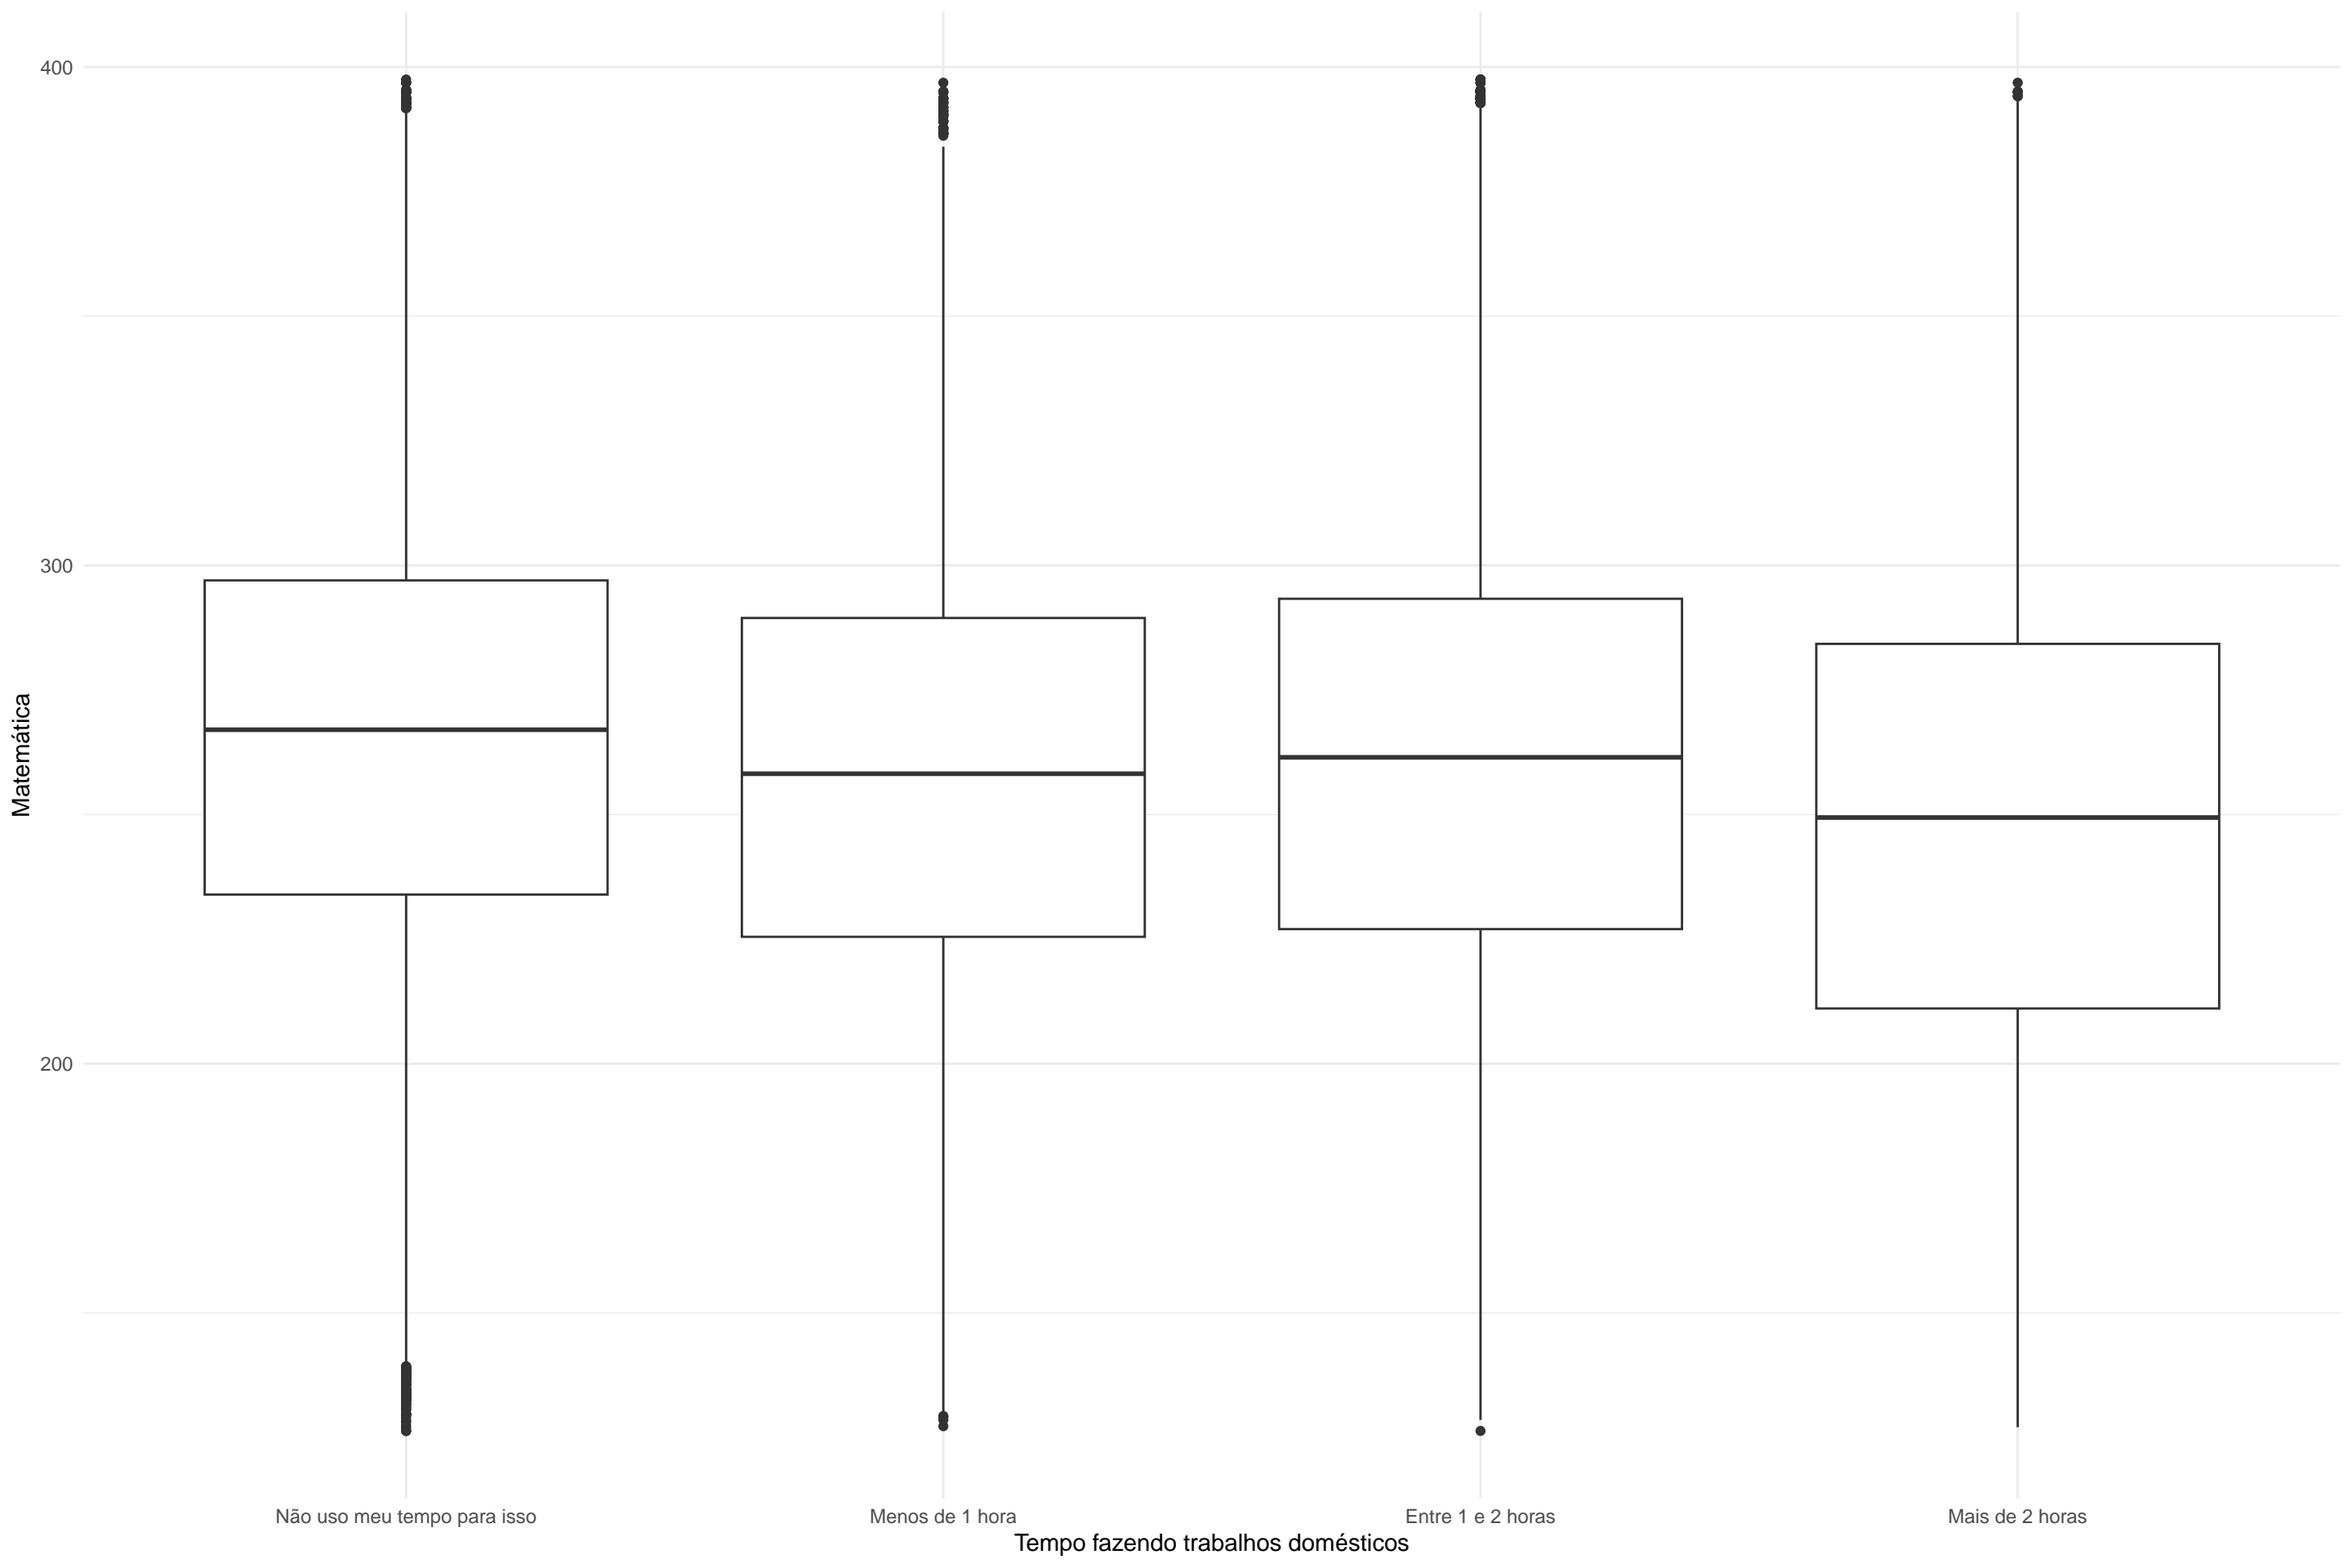 400
300
200
Matemática
Não uso meu tempo para isso
Menos de 1 hora
Entre 1 e 2 horas
Mais de 2 horas
Tempo fazendo trabalhos domésticos